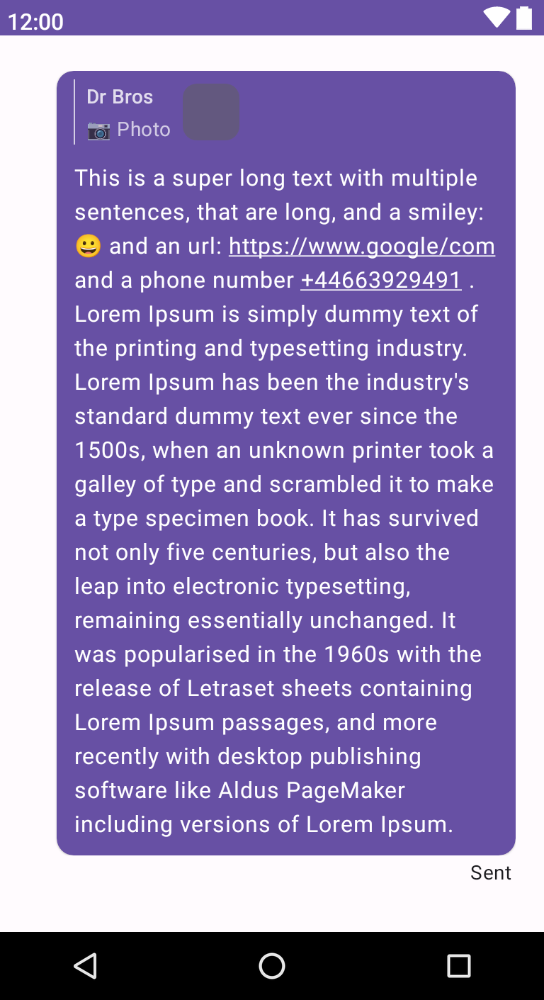 12:00
Dr Bros
📷 Photo
This is a super long text with multiple
sentences, that are long, and a smiley:
😀 and an url: https://www.google/com
and a phone number +44663929491 .
Lorem Ipsum is simply dummy text of
the printing and typesetting industry.
Lorem Ipsum has been the industry's
standard dummy text ever since the
1500s, when an unknown printer took a
galley of type and scrambled it to make
a type specimen book. It has survived
not only five centuries, but also the
leap into electronic typesetting,
remaining essentially unchanged. It
was popularised in the 1960s with the
release of Letraset sheets containing
Lorem Ipsum passages, and more
recently with desktop publishing
software like Aldus PageMaker
including versions of Lorem Ipsum.
Sent